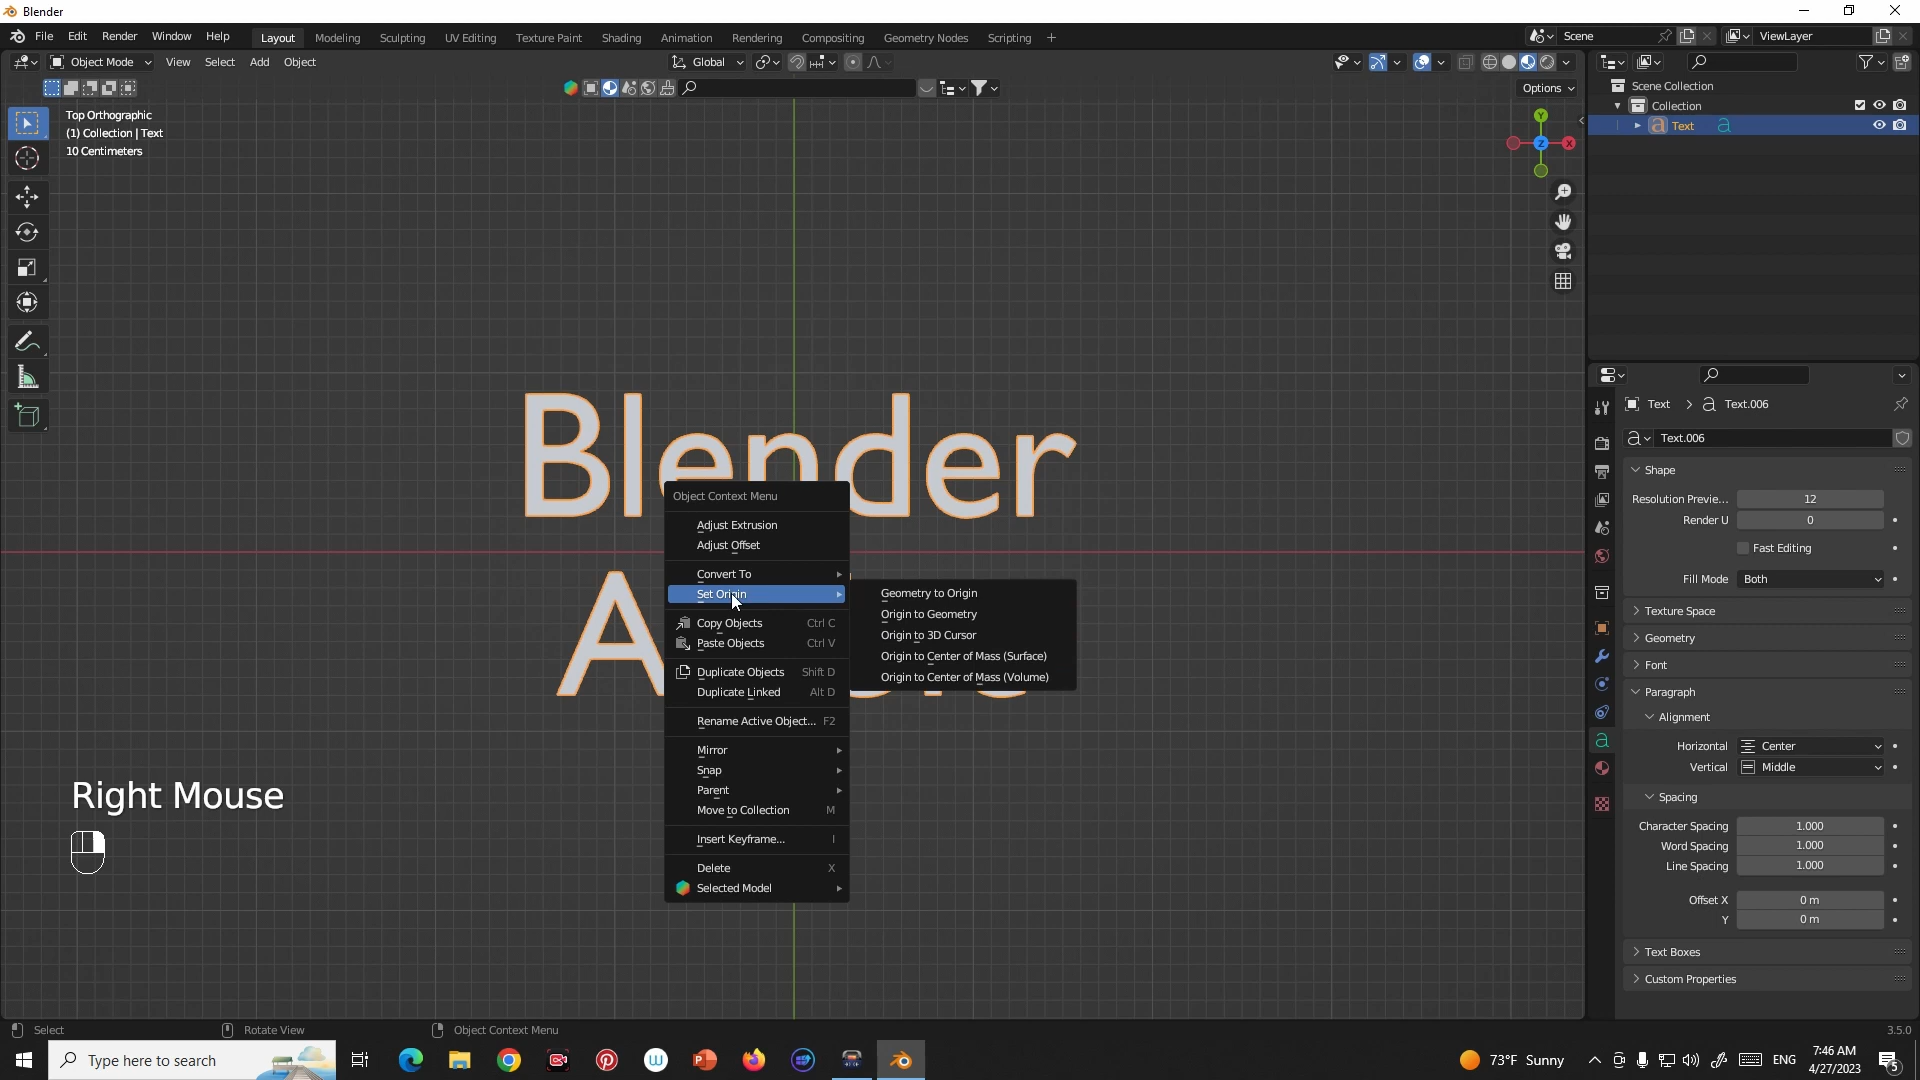 Blender
File Edit Render Window Help Layout Modeling Sculpting UV Editing Texture Paint Shading Animation Rendering Compositing Geometry Nodes Scripting + Scene ViewLayer
Object Mode View Select Add Object Global
Options
Top Orthographic
(1) Collection | Text
10 Centimeters
Y
Z
X
Scene Collection
Collection
Text
Text > Text.006
Text.006
Shape
Resolution Previe... 12
Render U 0
Fast Editing
Fill Mode Both
Texture Space
Geometry
Font
Paragraph
Alignment
Horizontal Center
Vertical Middle
Spacing
Character Spacing 1.000
Word Spacing 1.000
Line Spacing 1.000
Offset X 0 m
Y 0 m
Text Boxes
Custom Properties
Blender
Object Context Menu
Adjust Extrusion
Adjust Offset
Convert To
Set Origin
Copy Objects Ctrl C
Paste Objects Ctrl V
Duplicate Objects Shift D
Duplicate Linked Alt D
Rename Active Object... F2
Mirror
Snap
Parent
Move to Collection M
Insert Keyframe... I
Delete X
Selected Model
Geometry to Origin
Origin to Geometry
Origin to 3D Cursor
Origin to Center of Mass (Surface)
Origin to Center of Mass (Volume)
Right Mouse
Select Rotate View Object Context Menu 3.5.0
Type here to search 73°F Sunny ENG
7:46 AM
4/27/2023
5